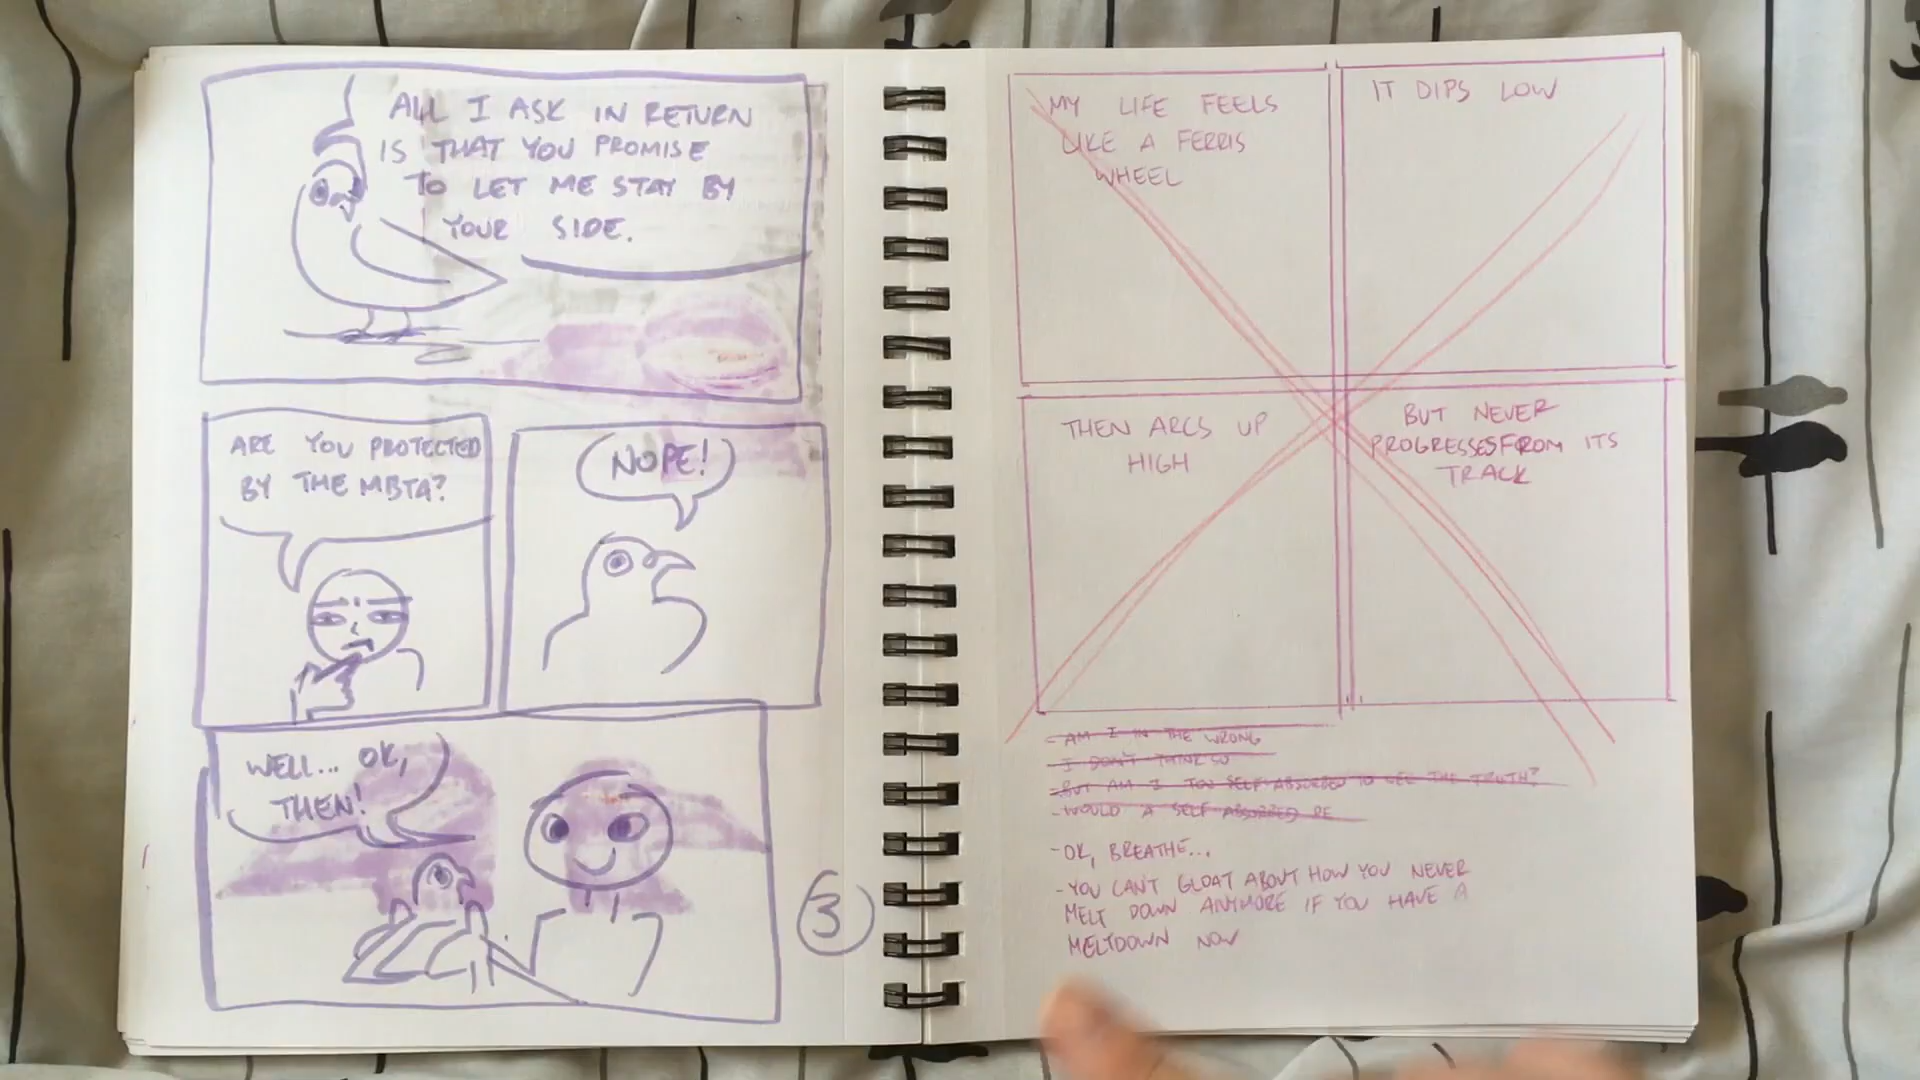 ALL I ASK IN RETURN
IS THAT YOU PROMISE
TO LET ME STAY BY
YOUR SIDE.
ARE YOU PROTECTED
BY THE MBTA?
NOPE!
WELL... OK,
THEN!
3
MY LIFE FEELS
LIKE A FERRIS
WHEEL
IT DIPS LOW
THEN ARCS UP
HIGH
BUT NEVER
PROGRESSES FROM ITS
TRACK
- AM I IN THE WRONG
- I DON'T THINK SO
- BUT AM I TOO SELF ABSORBED TO SEE THE TRUTH?
- WOULD A SELF ABSORBED PE
- OK, BREATHE...
- YOU CAN'T GLOAT ABOUT HOW YOU NEVER
MELT DOWN ANYMORE IF YOU HAVE A
MELTDOWN NOW